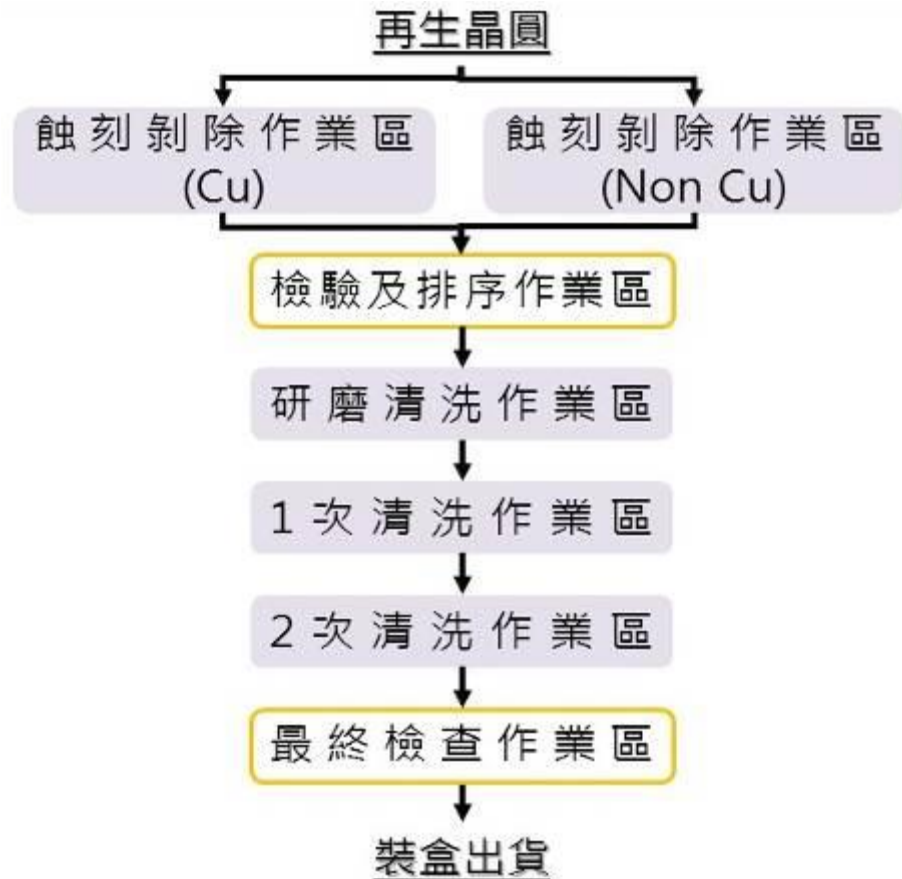 再生晶圓
蝕刻剝除作業區
(Cu)
蝕刻剝除作業區
(Non Cu)
檢驗及排序作業區
研磨清洗作業區
1次清洗作業區
2次清洗作業區
最終檢查作業區
裝盒出貨